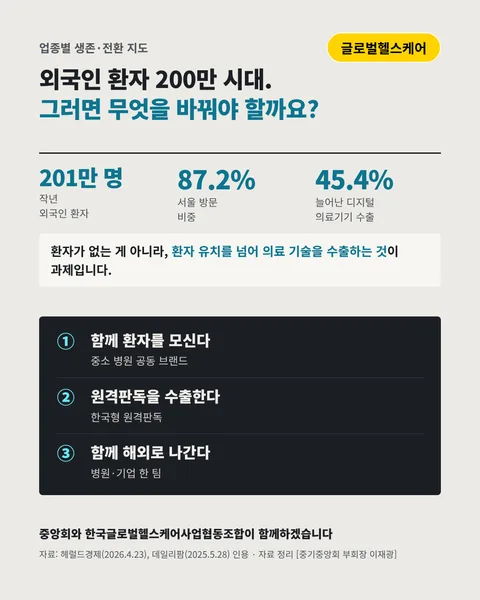 업종별 생존·전환 지도
글로벌헬스케어
외국인 환자 200만 시대.
그러면 무엇을 바꿔야 할까요?
201만 명
작년
외국인 환자
87.2%
서울 방문
비중
45.4%
늘어난 디지털
의료기기 수출
환자가 없는 게 아니라, 환자 유치를 넘어 의료 기술을 수출하는 것이
과제입니다.
1
함께 환자를 모신다
중소 병원 공동 브랜드
2
원격판독을 수출한다
한국형 원격판독
3
함께 해외로 나간다
병원·기업 한 팀
중앙회와 한국글로벌헬스케어사업협동조합이 함께하겠습니다
자료: 헤럴드경제(2026.4.23), 데일리팜(2025.5.28) 인용 · 자료 정리 [중기중앙회 부회장 이재광]